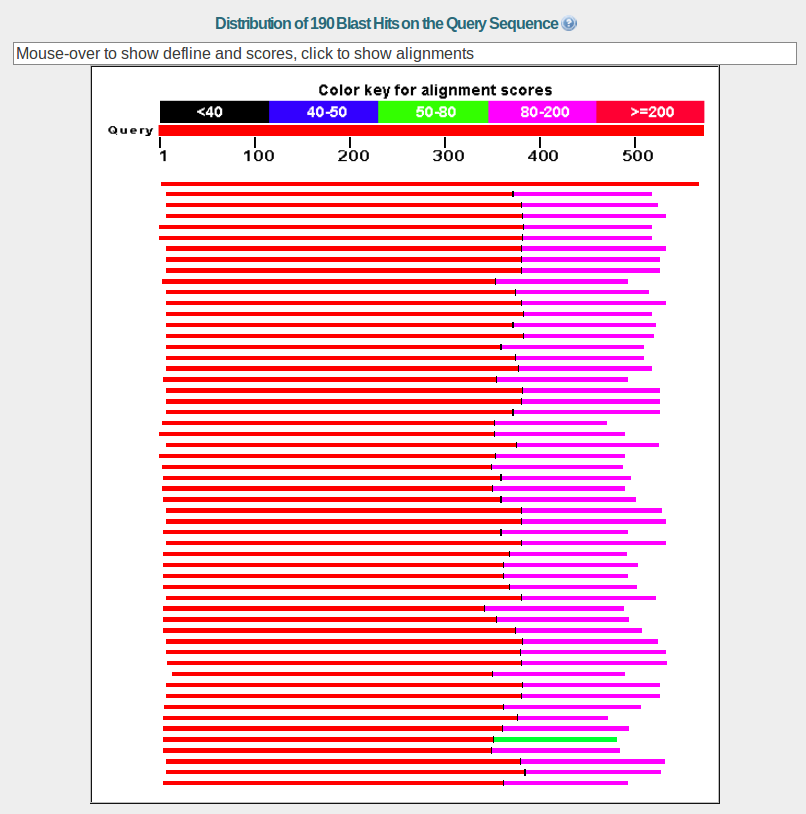 Distribution of 190 Blast Hits on the Query Sequence
Mouse-over to show defline and scores, click to show alignments
Color key for alignment scores
<40 40-50 50-80 80-200 >=200
Query
1 100 200 300 400 500